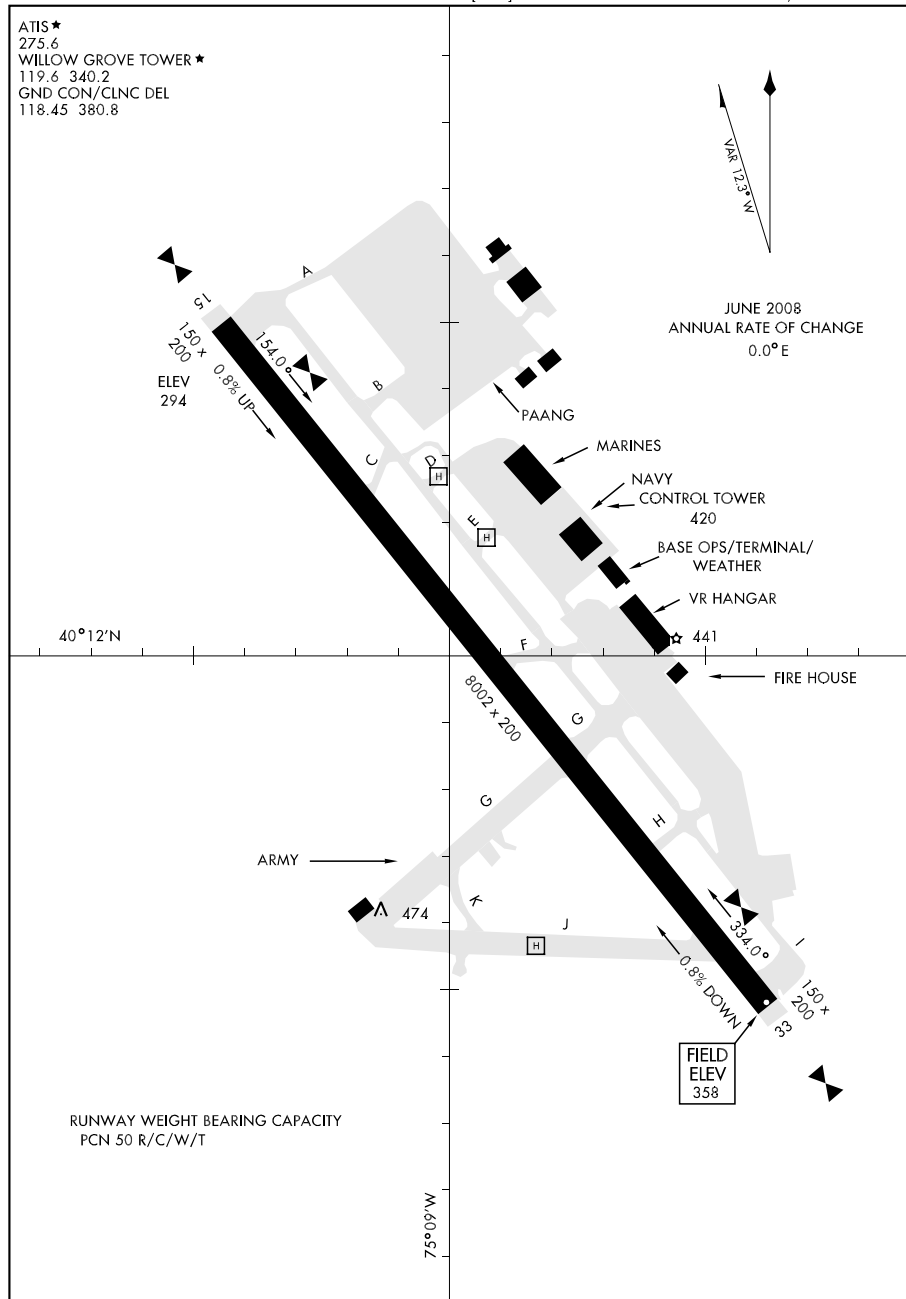 ATIS★
275.6
WILLOW GROVE TOWER★
119.6 340.2
GND CON/CLNC DEL
118.45 380.8
VAR 12.3° W
JUNE 2008
ANNUAL RATE OF CHANGE
0.0° E
A
15
150 x
200
ELEV
294
0.8% UP
154.0°
B
C
D
H
E
H
PAANG
MARINES
NAVY
CONTROL TOWER
420
BASE OPS/TERMINAL/
WEATHER
VR HANGAR
441
40°12'N
F
FIRE HOUSE
8002 x 200
G
G
H
ARMY
474
K
J
H
334.0°
I
0.8% DOWN
150 x
200
33
FIELD
ELEV
358
RUNWAY WEIGHT BEARING CAPACITY
PCN 50 R/C/W/T
75°09'W